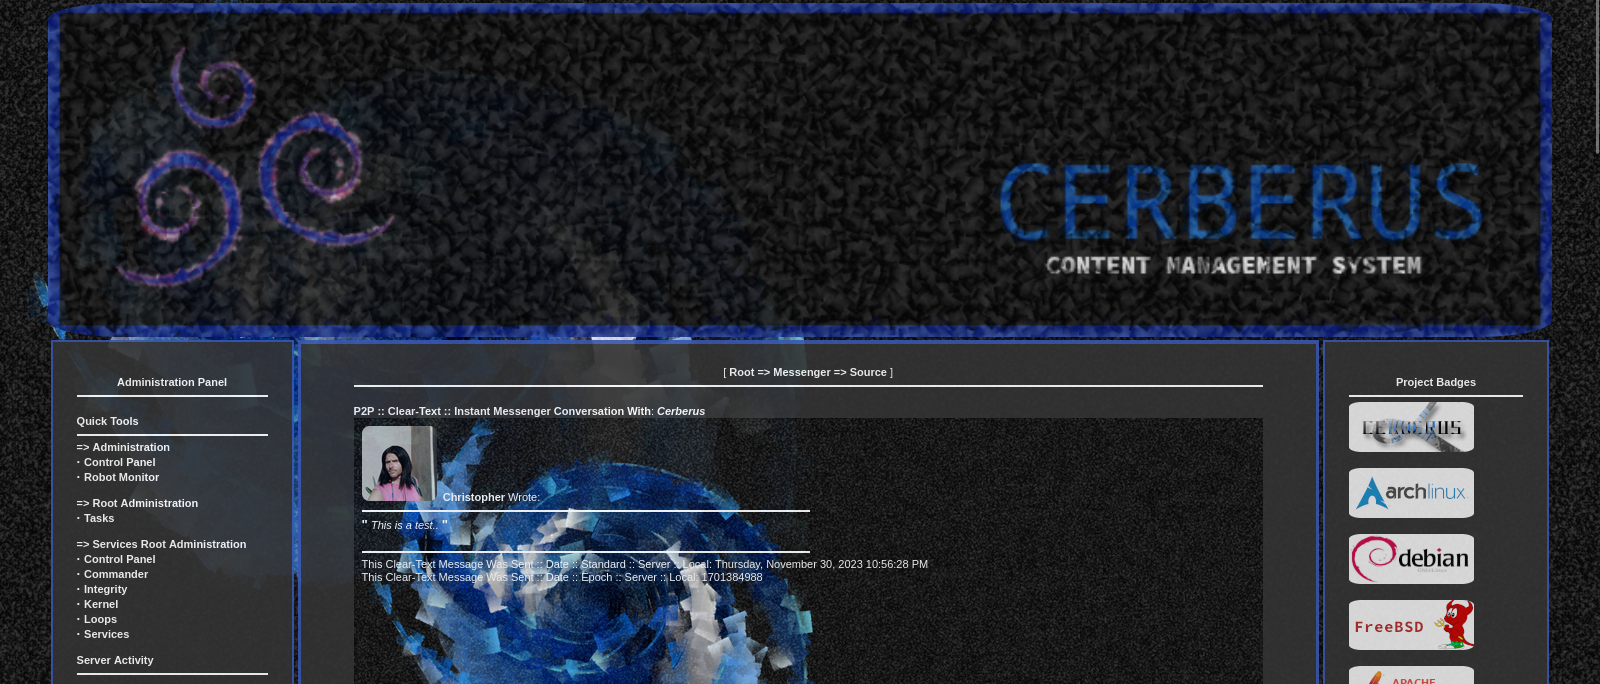 CERBERUS
CONTENT MANAGEMENT SYSTEM
Administration Panel
Quick Tools
=> Administration
· Control Panel
· Robot Monitor
=> Root Administration
· Tasks
=> Services Root Administration
· Control Panel
· Commander
· Integrity
· Kernel
· Loops
· Services
Server Activity
[ Root => Messenger => Source ]
P2P :: Clear-Text :: Instant Messenger Conversation With: Cerberus
Christopher Wrote:
" This is a test.. "
This Clear-Text Message Was Sent :: Date :: Standard :: Server :: Local: Thursday, November 30, 2023 10:56:28 PM
This Clear-Text Message Was Sent :: Date :: Epoch :: Server :: Local: 1701384988
Project Badges
CERBERUS
archlinux
debian
FreeBSD
APACHE